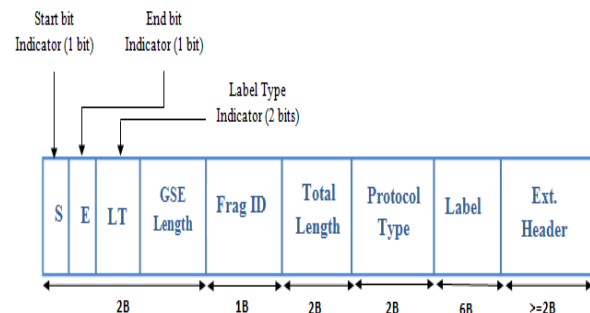 Start bit
Indicator (1 bit)
End bit
Indicator (1 bit)
Label Type
Indicator (2 bits)
S
E
LT
GSE
Length
Frag ID
Total
Length
Protocol
Type
Label
Ext.
Header
2B
1B
2B
2B
6B
>=2B